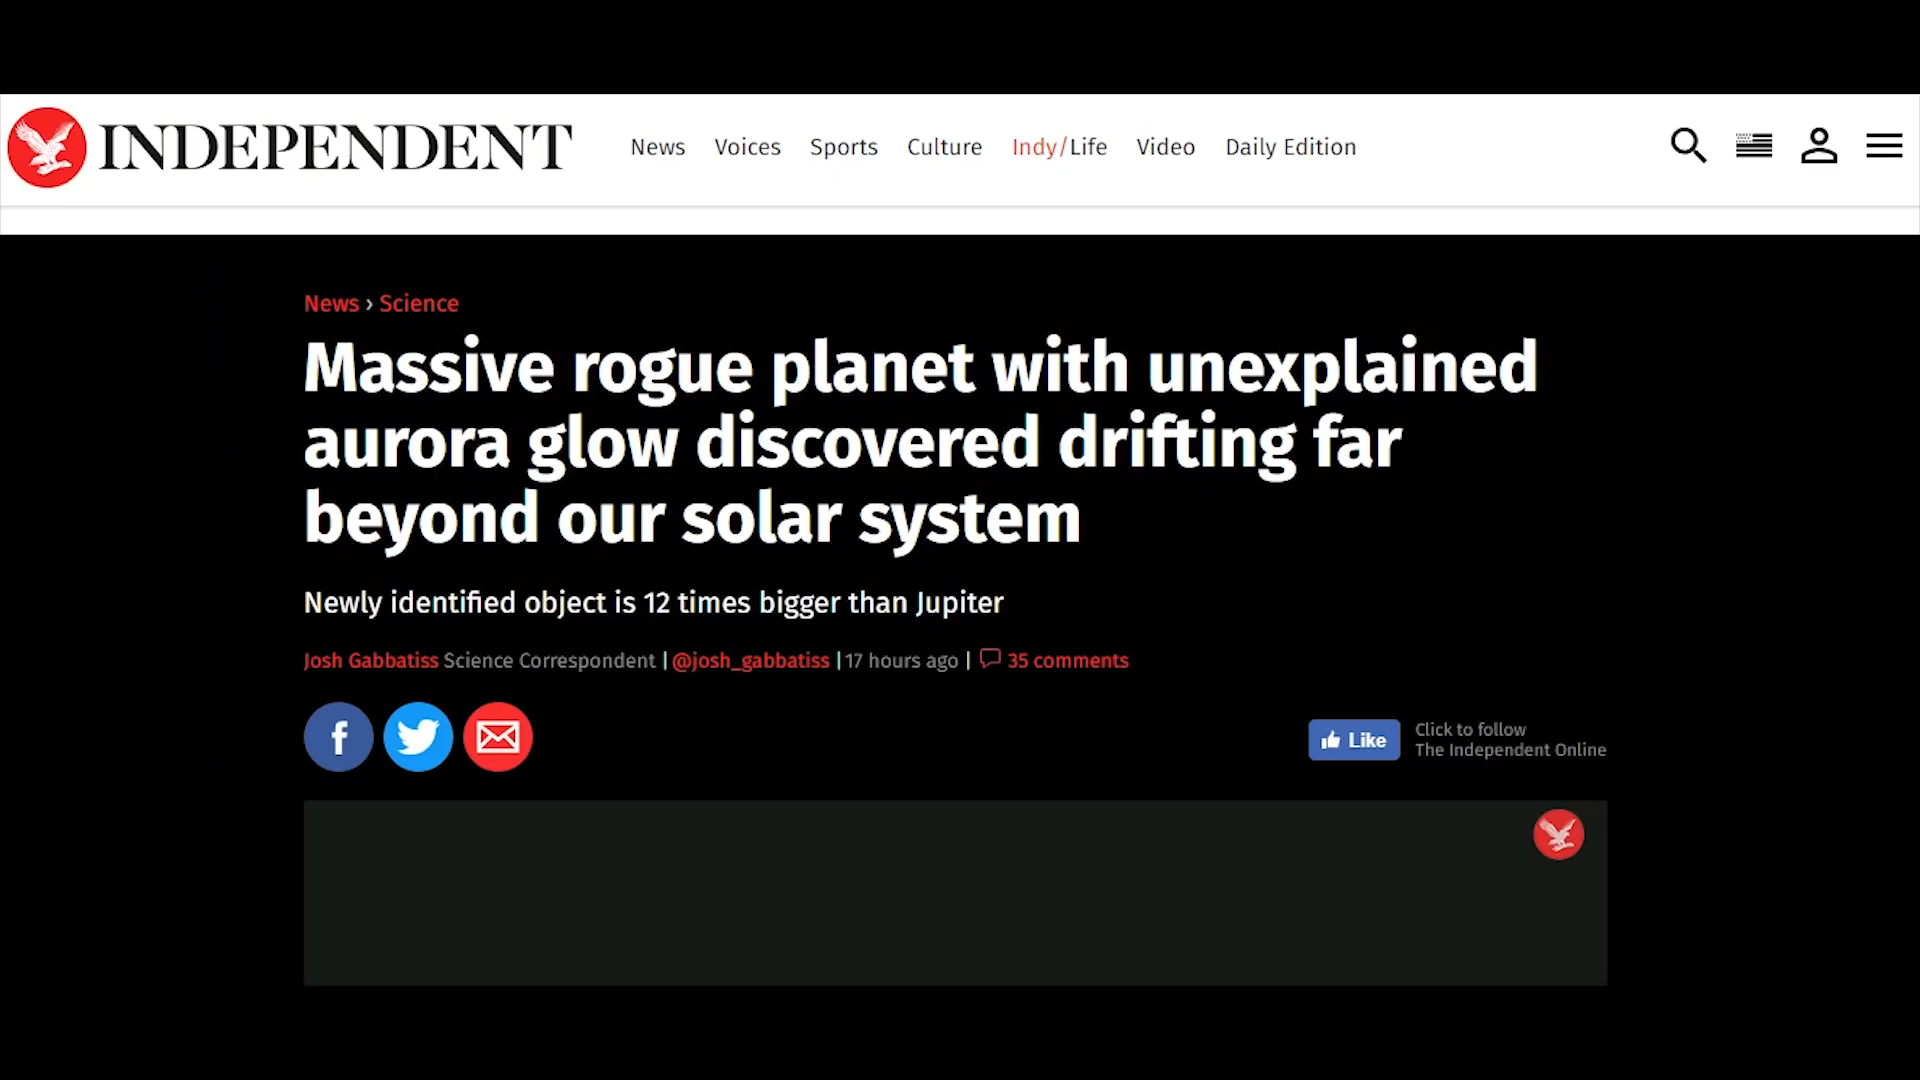 INDEPENDENT
News Voices Sports Culture Indy/Life Video Daily Edition
News › Science
Massive rogue planet with unexplained
aurora glow discovered drifting far
beyond our solar system
Newly identified object is 12 times bigger than Jupiter
Josh Gabbatiss Science Correspondent | @josh_gabbatiss | 17 hours ago | 35 comments
f
Like
Click to follow
The Independent Online